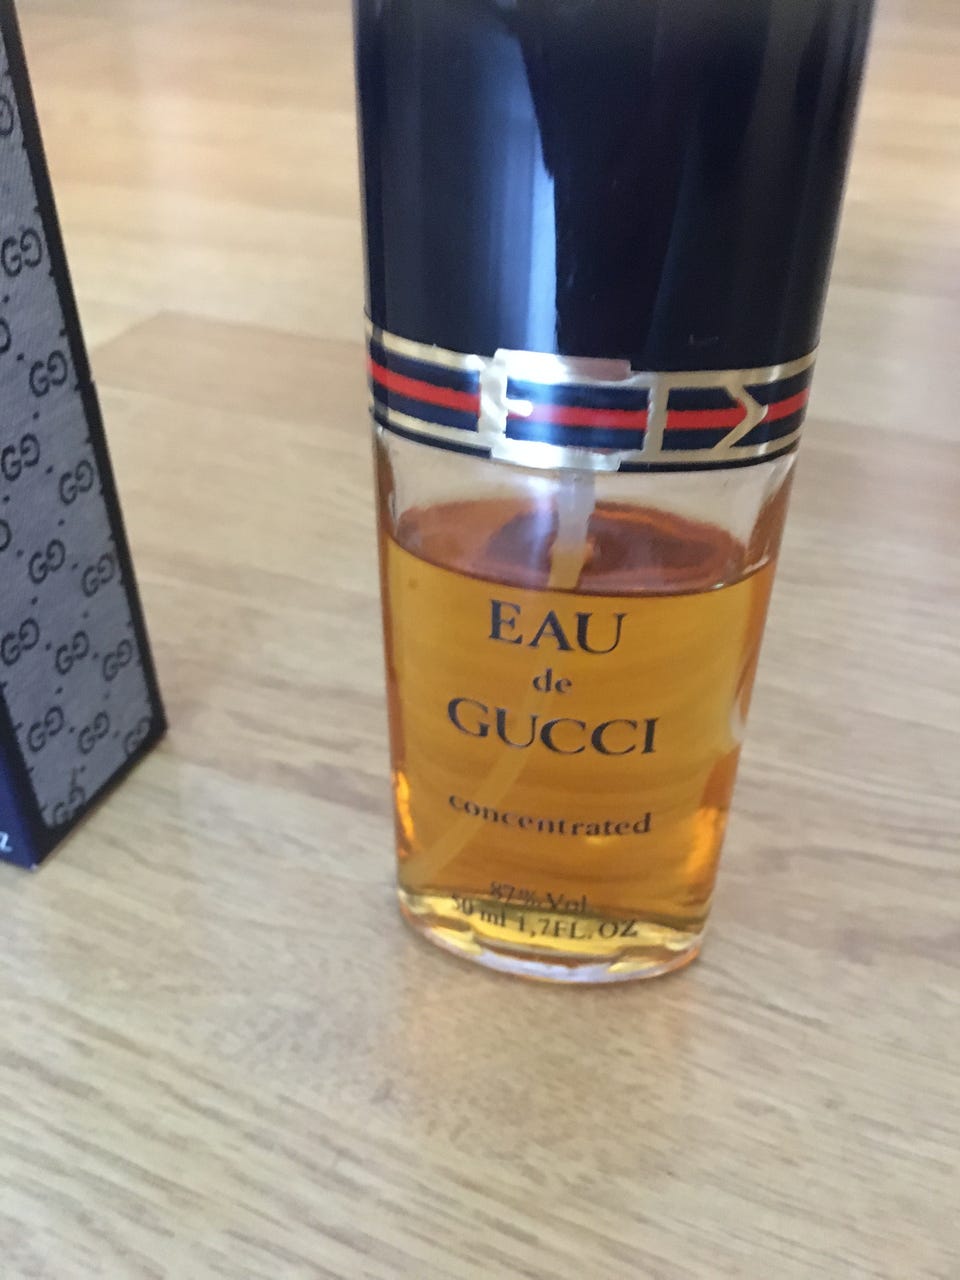 EAU
de
GUCCI
concentrated
87% Vol
50 ml 1,7FL. OZ